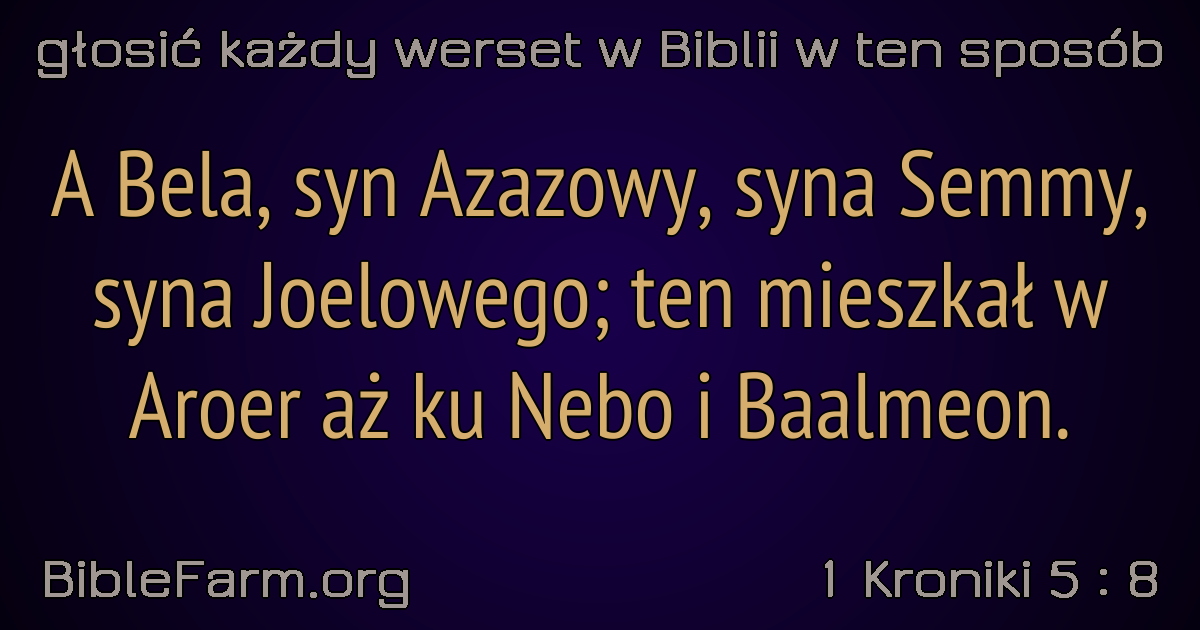 głosić każdy werset w Biblii w ten sposób
A Bela, syn Azazowy, syna Semmy,
syna Joelowego; ten mieszkał w
Aroer aż ku Nebo i Baalmeon.
BibleFarm.org
1 Kroniki 5 : 8